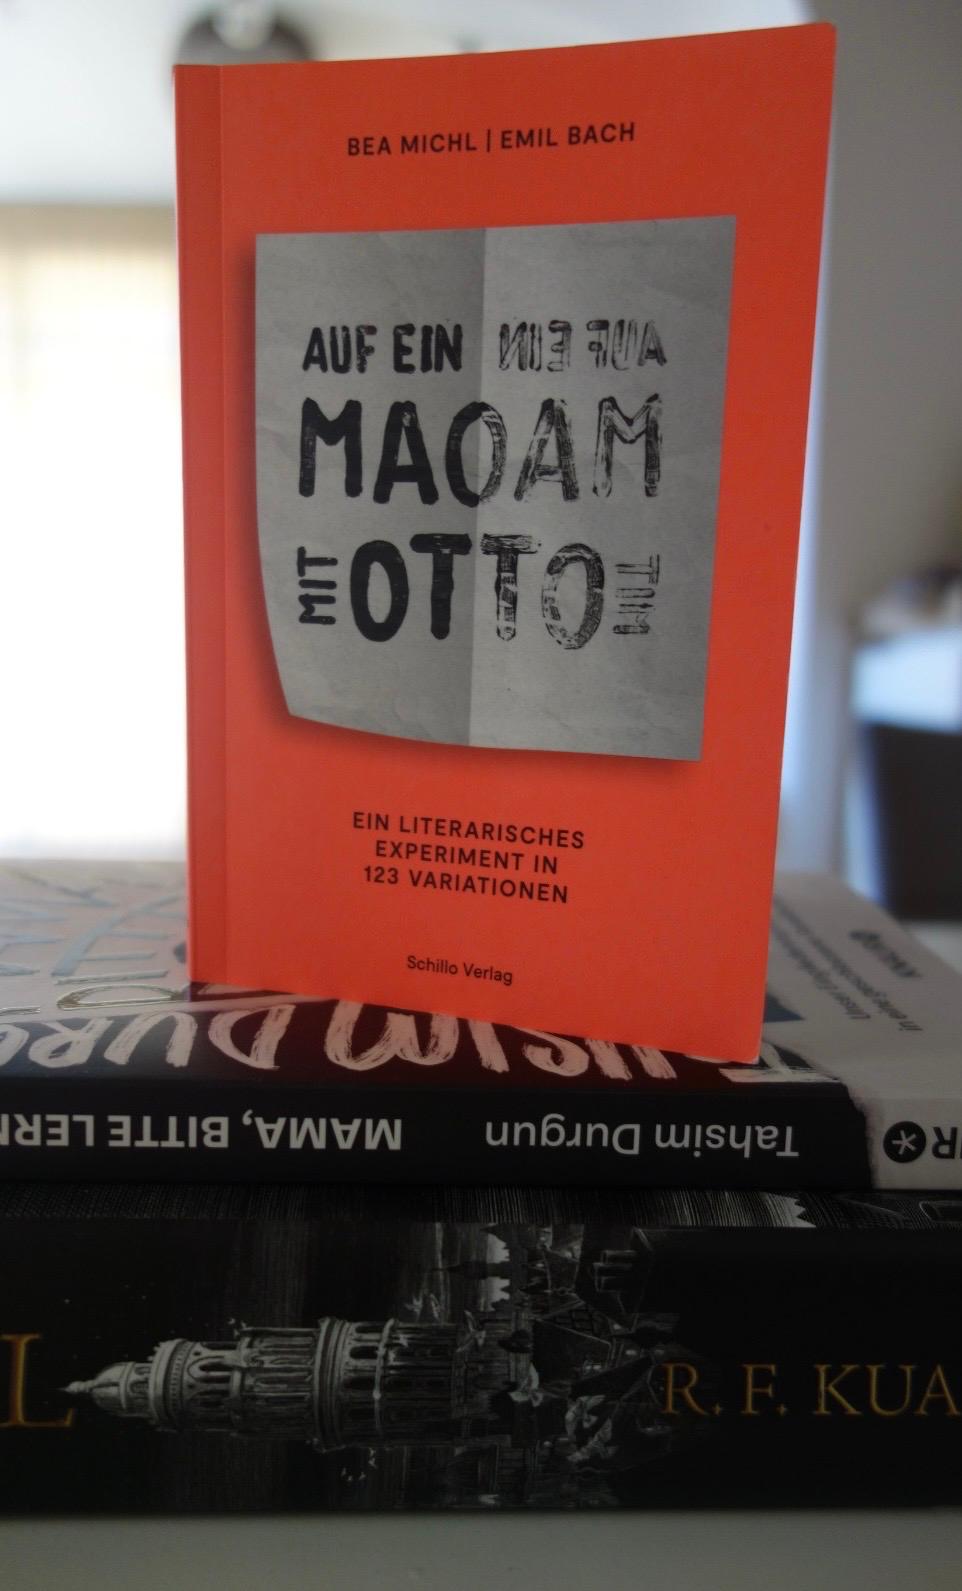 BEA MICHL | EMIL BACH
AUF EIN AUF EIN
MAOAM
MIT OTTO MIT
EIN LITERARISCHES
EXPERIMENT IN
123 VARIATIONEN
Schillo Verlag
DURG
Tahsim Durgun MAMA, BITTE LERN
R. F. KUA
L